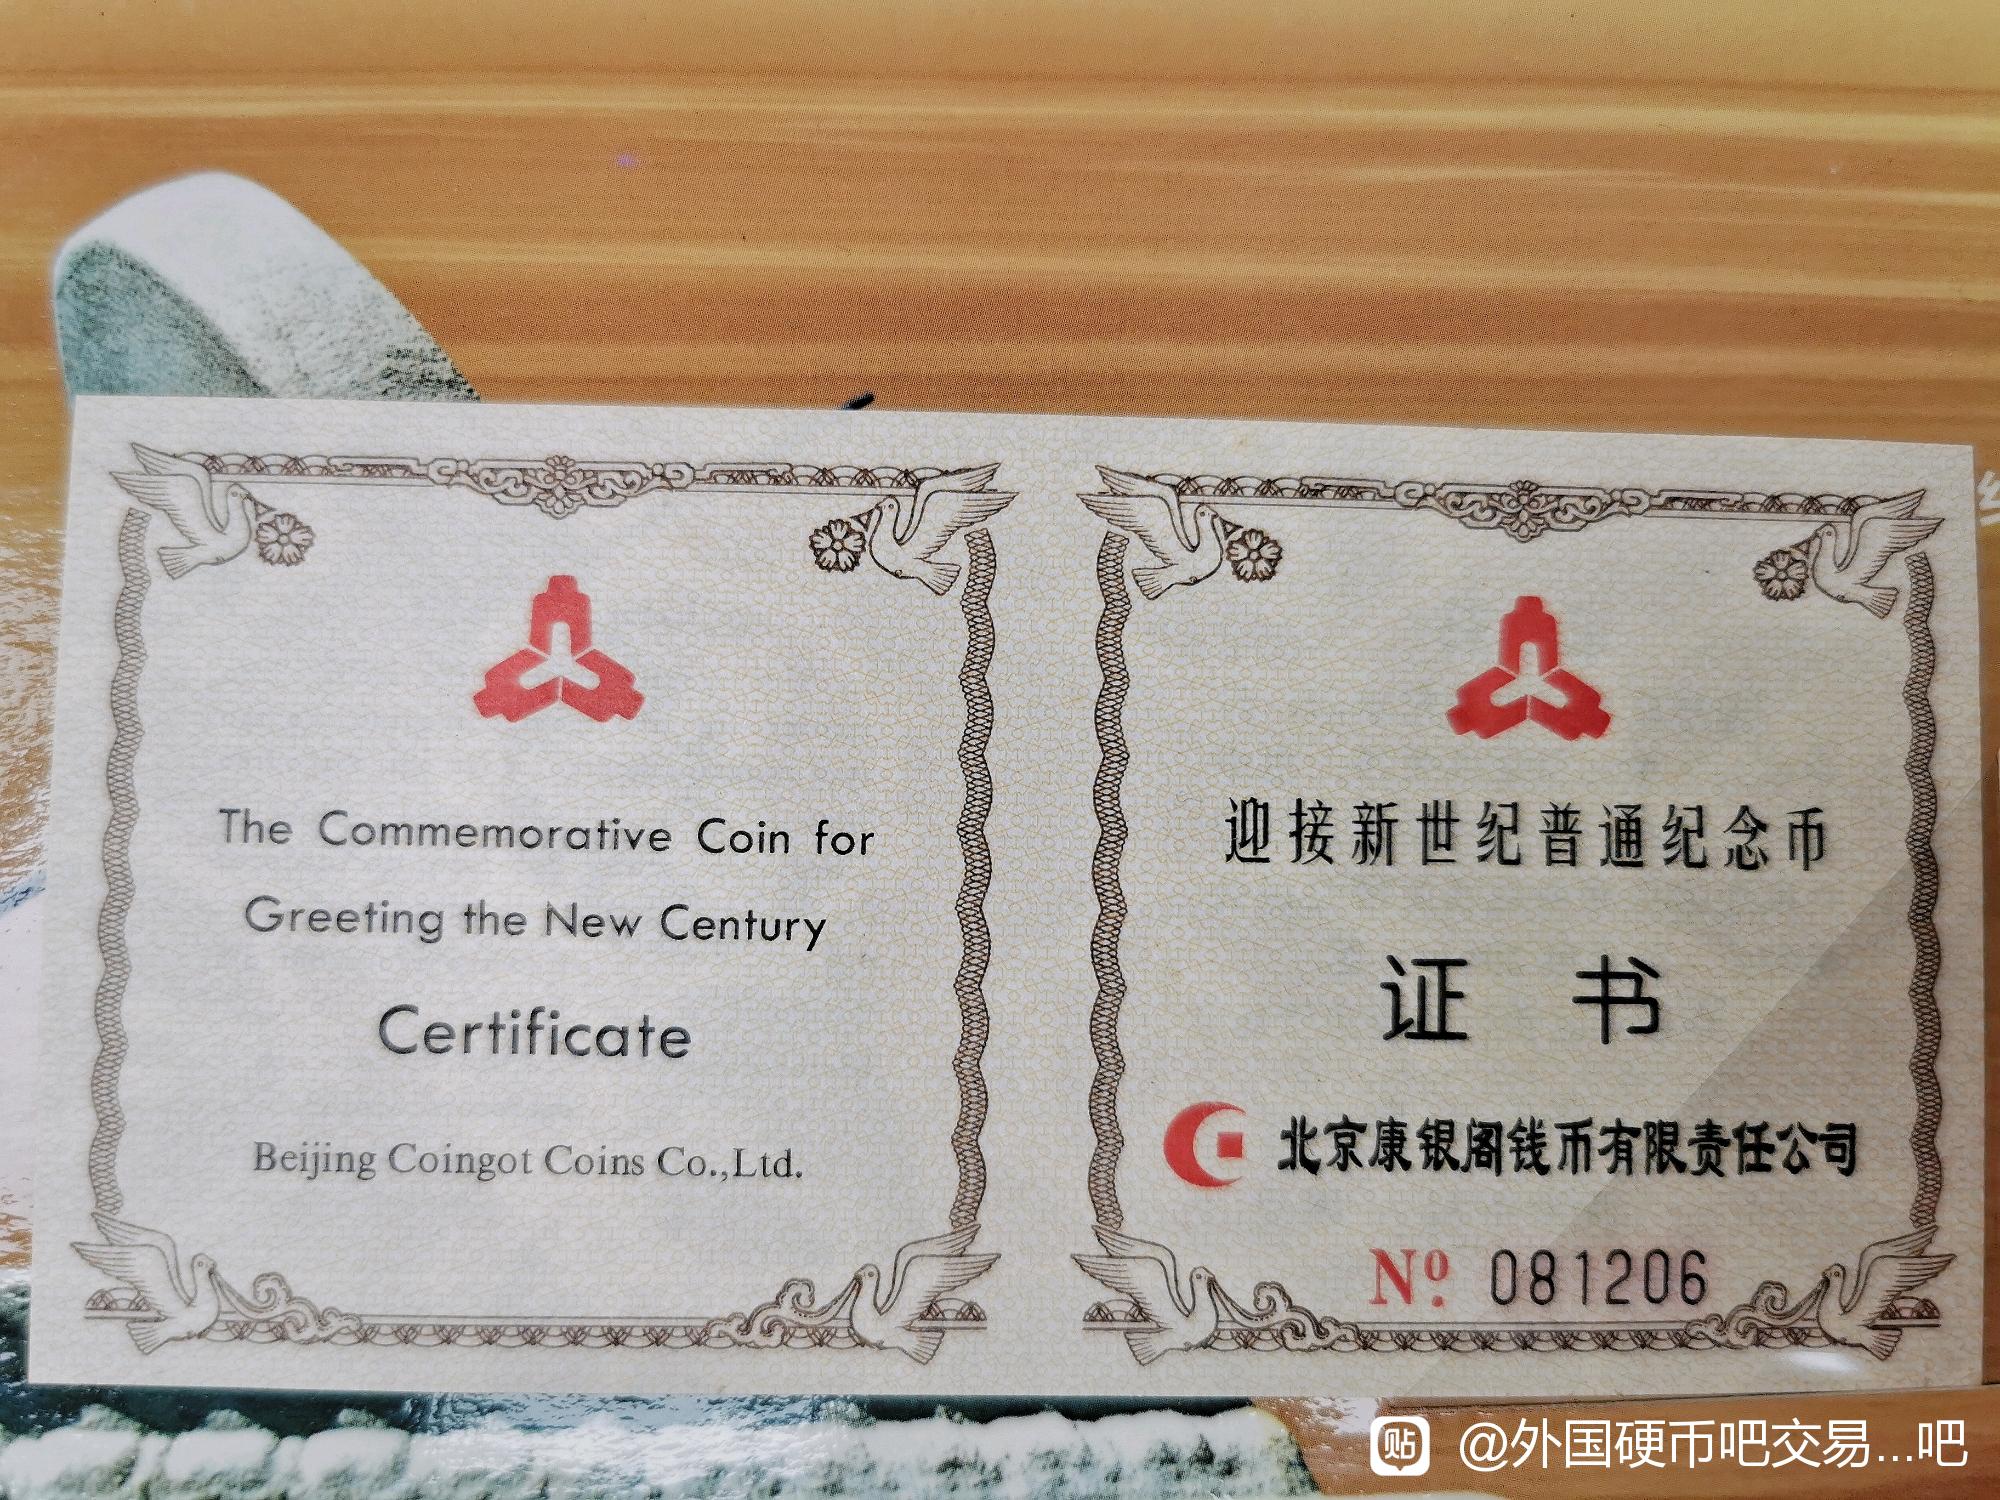 The Commemorative Coin for
Greeting the New Century
Certificate
Beijing Coingot Coins Co.,Ltd.
迎接新世纪普通纪念币
证 书
北京康银阁钱币有限责任公司
Nº. 081206
贴 @外国硬币吧交易...吧